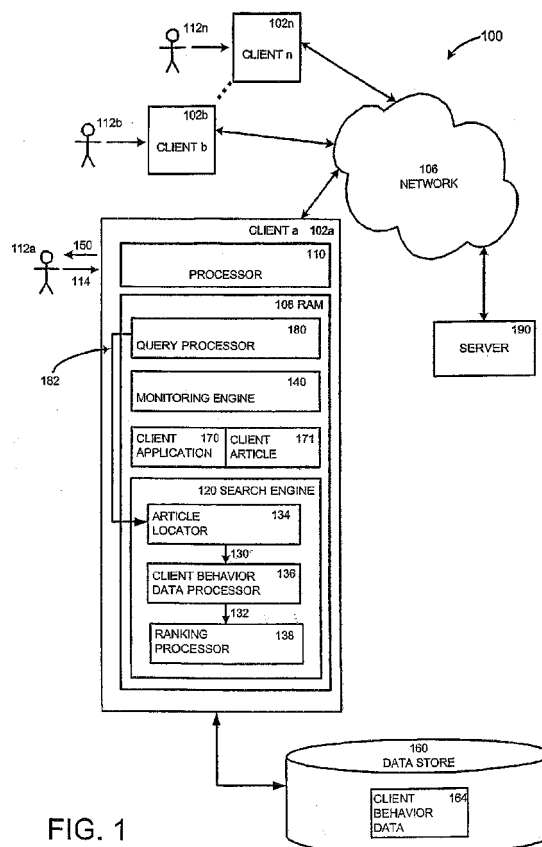 112n
102n
CLIENT n
100
112b
102b
CLIENT b
106
NETWORK
CLIENT a 102a
112a
150
114
110
PROCESSOR
108 RAM
180
QUERY PROCESSOR
182
140
MONITORING ENGINE
190
SERVER
CLIENT 170
APPLICATION
CLIENT 171
ARTICLE
120 SEARCH ENGINE
ARTICLE 134
LOCATOR
130
CLIENT BEHAVIOR 136
DATA PROCESSOR
132
RANKING 138
PROCESSOR
160
DATA STORE
CLIENT 164
BEHAVIOR
DATA
FIG. 1